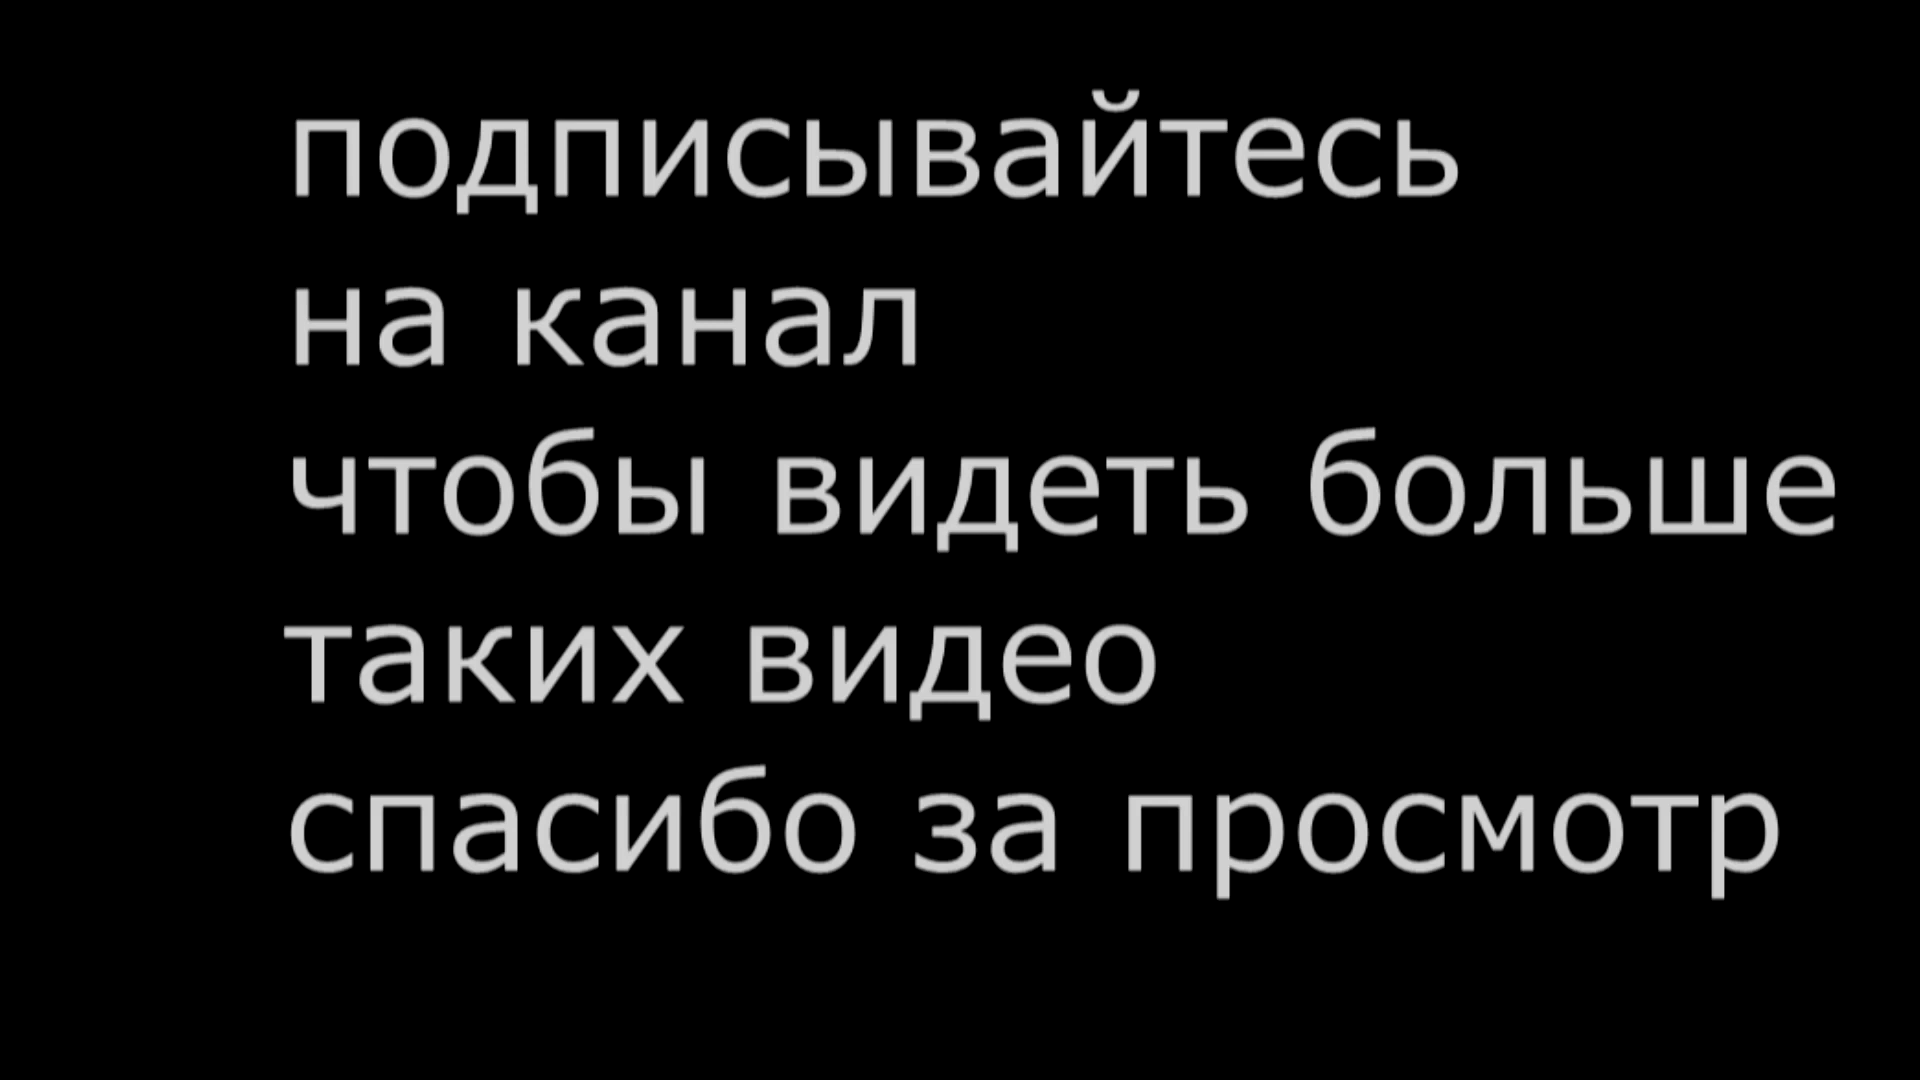 подписывайтесь
на канал
чтобы видеть больше
таких видео
спасибо за просмотр